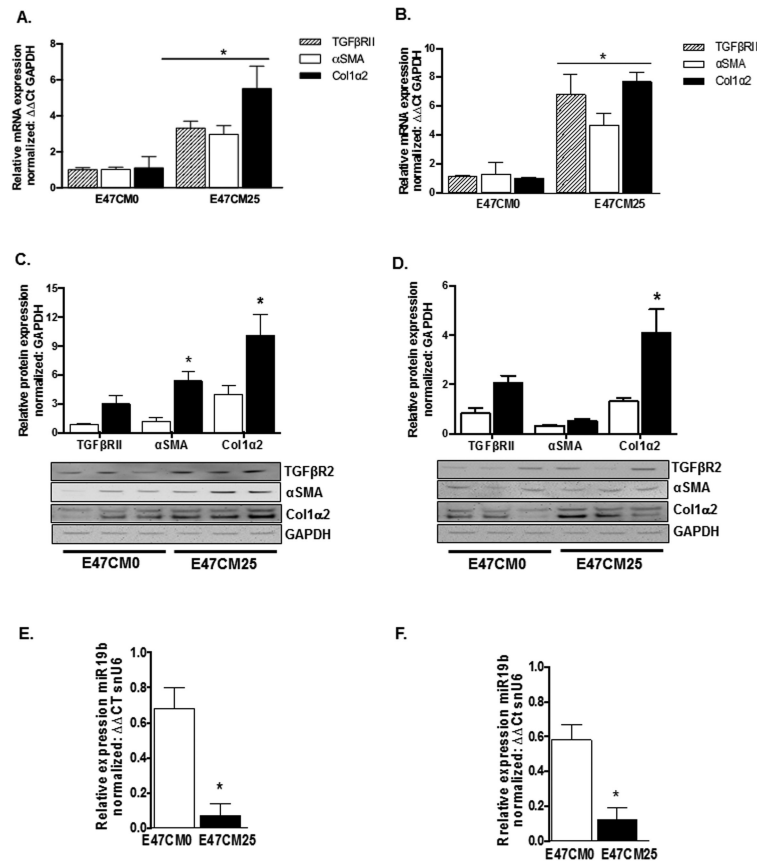 A.
Relative mRNA expression
normalized: ΔΔCt GAPDH
8
6
4
2
0
*
TGFβRII
αSMA
Col1α2
E47CM0
E47CM25
B.
Relative mRNA expression
normalized: ΔΔCt GAPDH
10
8
6
4
2
0
*
TGFβRII
αSMA
Col1α2
E47CM0
E47CM25
C.
Relative protein expression
normalized: GAPDH
15
12
9
6
3
0
*
*
TGFβRII
αSMA
Col1α2
TGFβR2
αSMA
Col1α2
GAPDH
E47CM0
E47CM25
D.
Relative protein expression
normalized: GAPDH
6
4
2
0
*
TGFβRII
αSMA
Col1α2
TGFβR2
αSMA
Col1α2
GAPDH
E47CM0
E47CM25
E.
Relative expression miR19b
normalized: ΔΔCT snU6
1.0
0.8
0.6
0.4
0.2
0.0
*
E47CM0
E47CM25
F.
Rrelative expression miR19b
normalized: ΔΔCt snU6
1.0
0.8
0.6
0.4
0.2
0.0
*
E47CM0
E47CM25